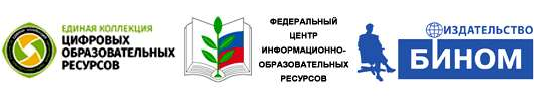 ЕДИНАЯ КОЛЛЕКЦИЯ
ЦИФРОВЫХ
ОБРАЗОВАТЕЛЬНЫХ
РЕСУРСОВ
ФЕДЕРАЛЬНЫЙ
ЦЕНТР
ИНФОРМАЦИОННО-
ОБРАЗОВАТЕЛЬНЫХ
РЕСУРСОВ
ИЗДАТЕЛЬСТВО
БИНОМ